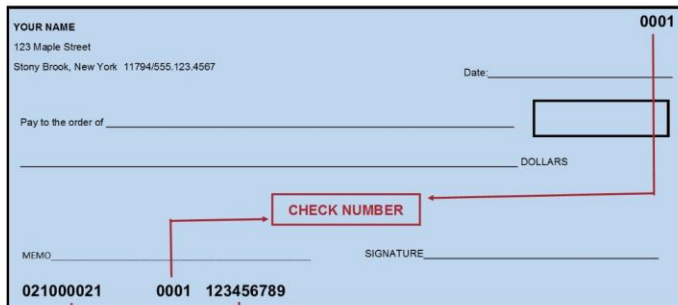 YOUR NAME 0001
123 Maple Street
Stony Brook, New York 11794/555.123.4567
Date:
Pay to the order of
DOLLARS
CHECK NUMBER
MEMO SIGNATURE
021000021 0001 123456789